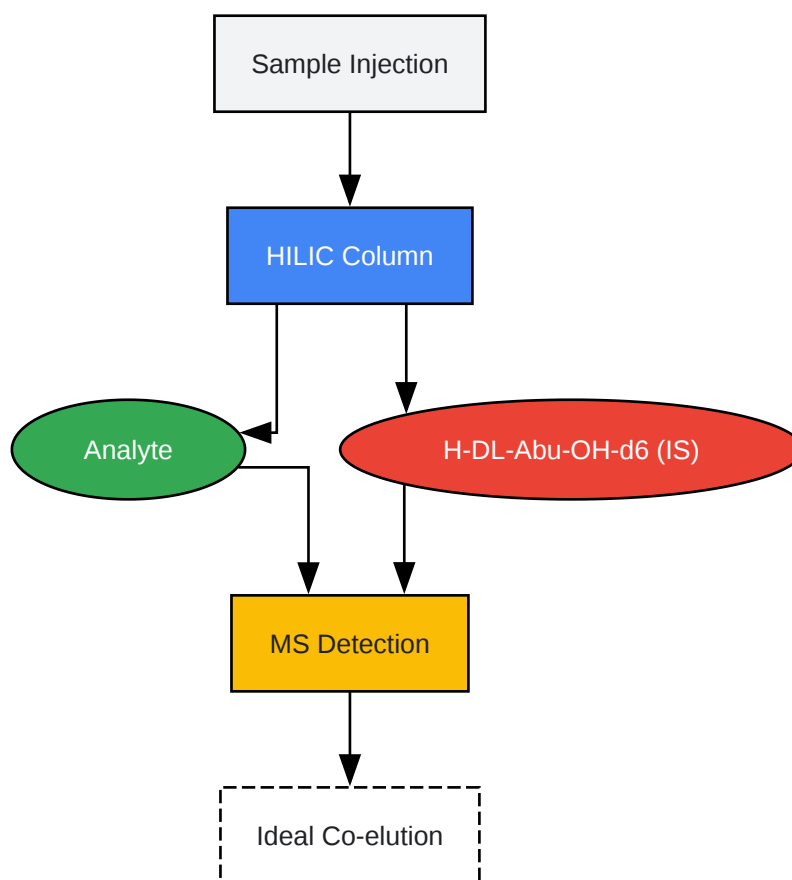 Sample Injection
HILIC Column
Analyte
H-DL-Abu-OH-d6 (IS)
MS Detection
Ideal Co-elution